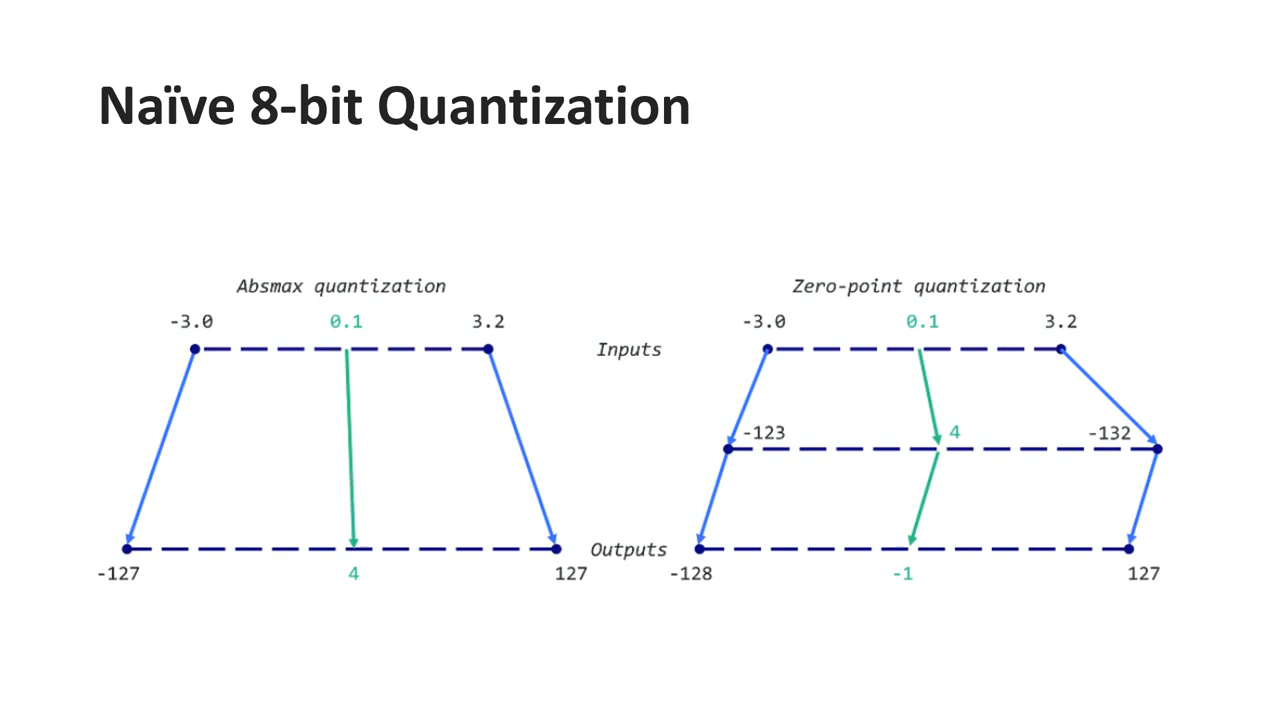 Naïve 8-bit Quantization
Absmax quantization
-3.0 0.1 3.2
-127 4 127
Inputs
Outputs
Zero-point quantization
-3.0 0.1 3.2
-123 4 -132
-128 -1 127